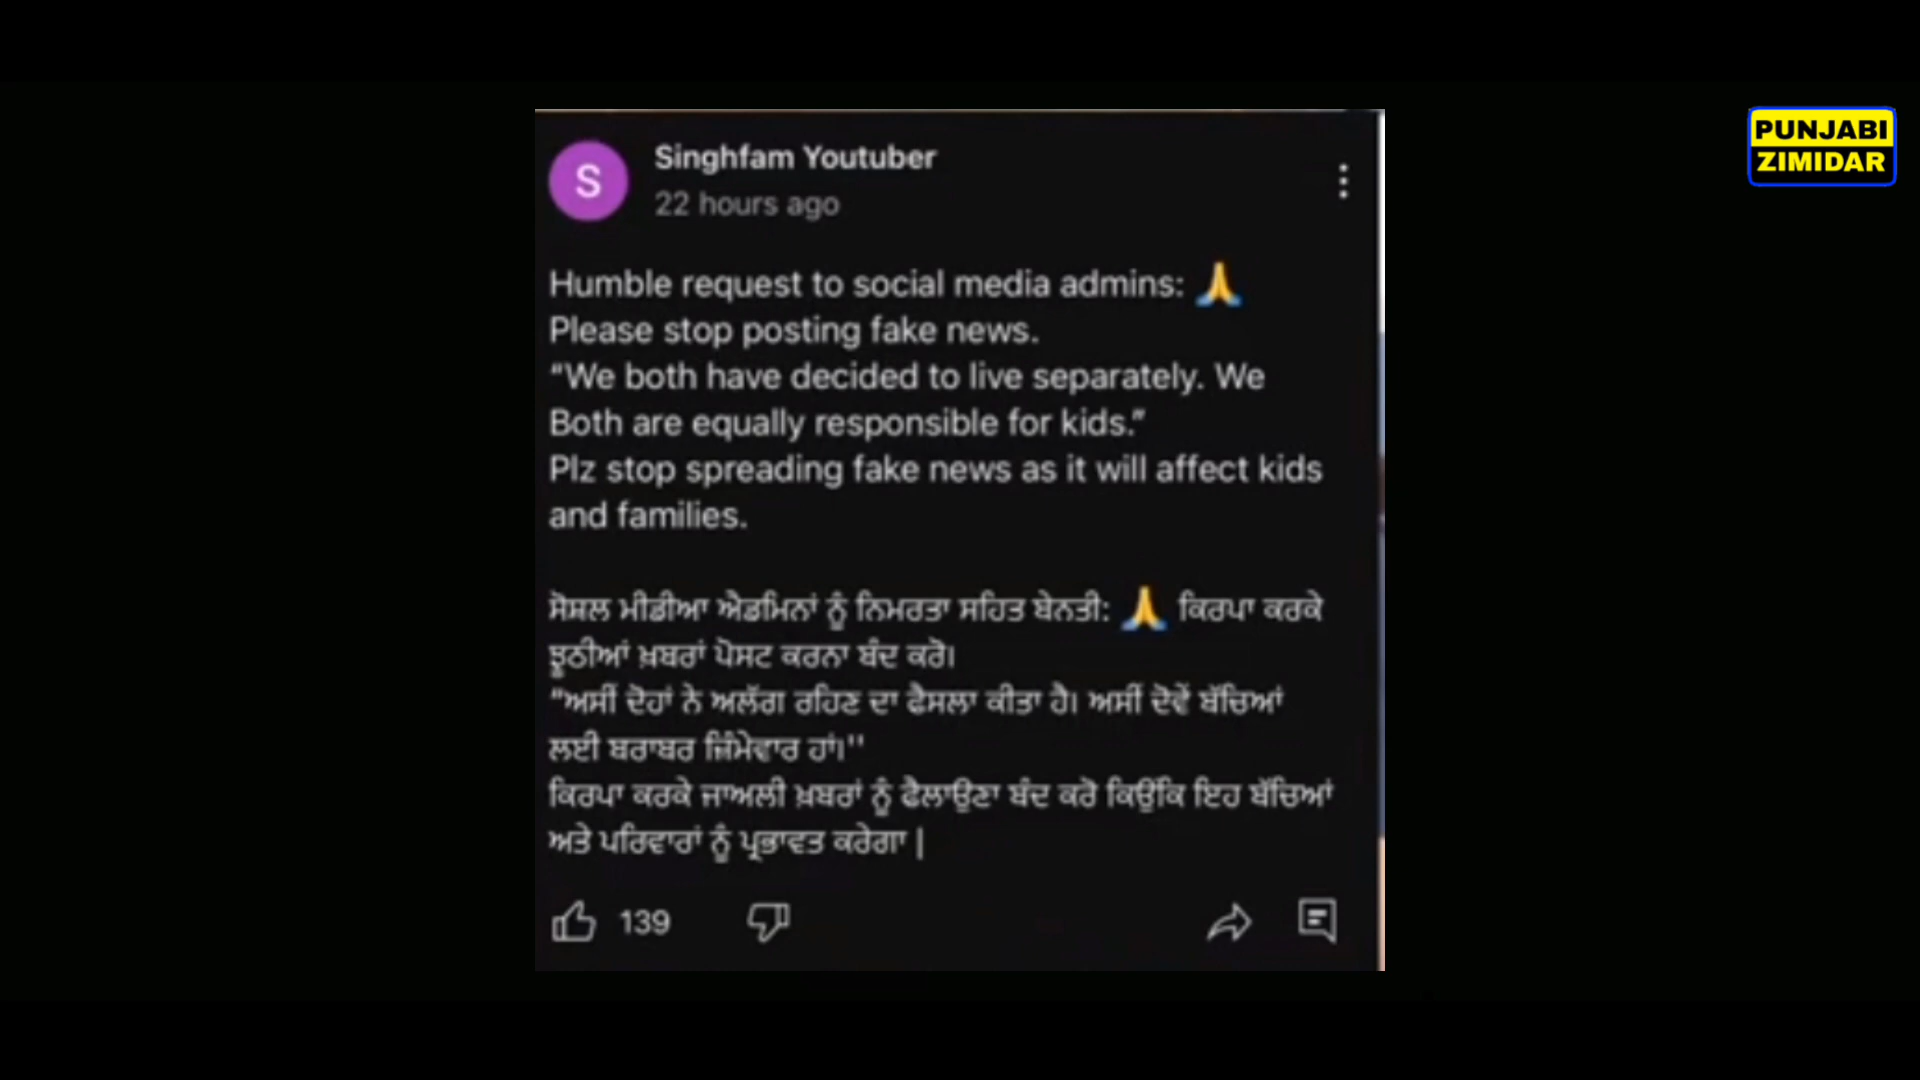 PUNJABI
ZIMIDAR
S
Singhfam Youtuber
22 hours ago
Humble request to social media admins: 🙏
Please stop posting fake news.
“We both have decided to live separately. We
Both are equally responsible for kids.”
Plz stop spreading fake news as it will affect kids
and families.
ਸੋਸ਼ਲ ਮੀਡੀਆ ਐਡਮਿਨਾਂ ਨੂੰ ਨਿਮਰਤਾ ਸਹਿਤ ਬੇਨਤੀ: 🙏 ਕਿਰਪਾ ਕਰਕੇ
ਝੂਠੀਆਂ ਖ਼ਬਰਾਂ ਪੋਸਟ ਕਰਨਾ ਬੰਦ ਕਰੋ।
"ਅਸੀਂ ਦੋਹਾਂ ਨੇ ਅਲੱਗ ਰਹਿਣ ਦਾ ਫੈਸਲਾ ਕੀਤਾ ਹੈ। ਅਸੀਂ ਦੋਵੇਂ ਬੱਚਿਆਂ
ਲਈ ਬਰਾਬਰ ਜ਼ਿੰਮੇਵਾਰ ਹਾਂ।''
ਕਿਰਪਾ ਕਰਕੇ ਜਾਅਲੀ ਖ਼ਬਰਾਂ ਨੂੰ ਫੈਲਾਉਣਾ ਬੰਦ ਕਰੋ ਕਿਉਂਕਿ ਇਹ ਬੱਚਿਆਂ
ਅਤੇ ਪਰਿਵਾਰਾਂ ਨੂੰ ਪ੍ਰਭਾਵਤ ਕਰੇਗਾ |
139